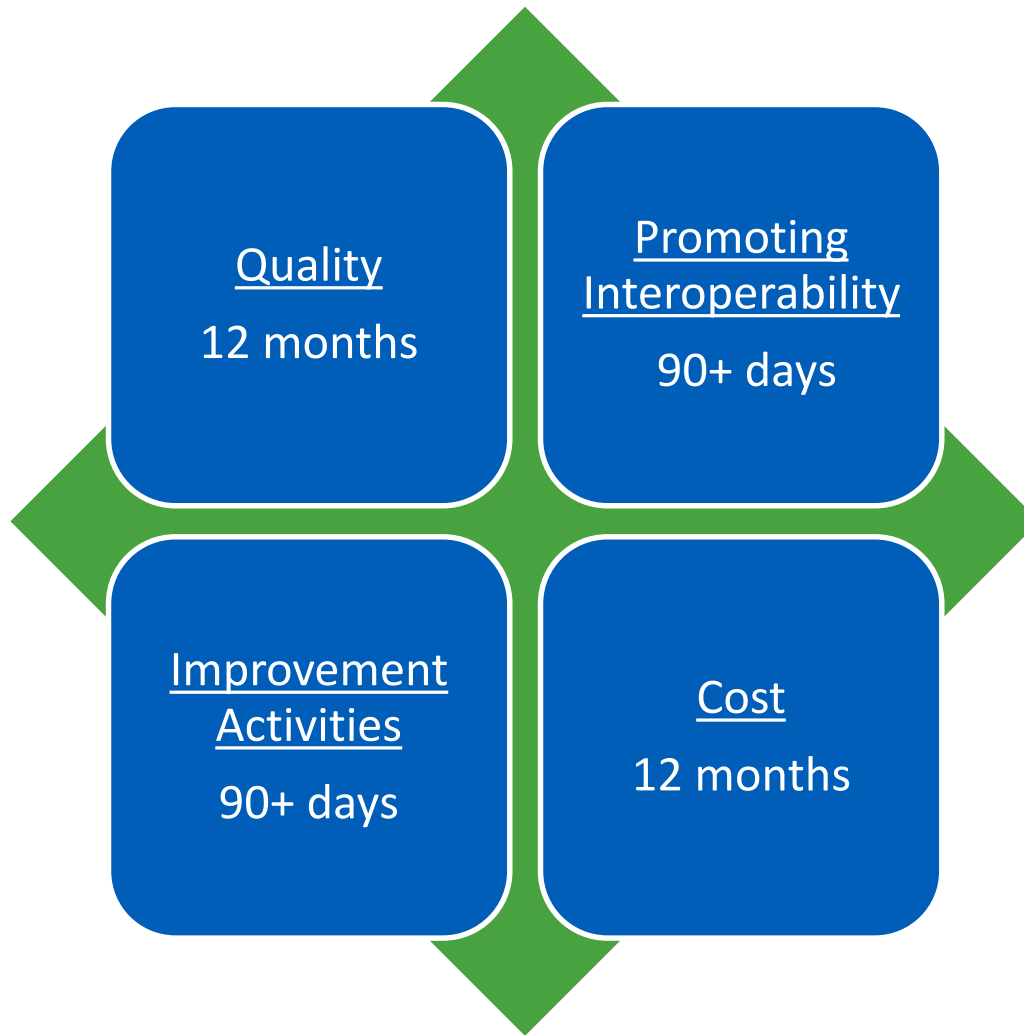 Quality
12 months
Promoting
Interoperability
90+ days
Improvement
Activities
90+ days
Cost
12 months